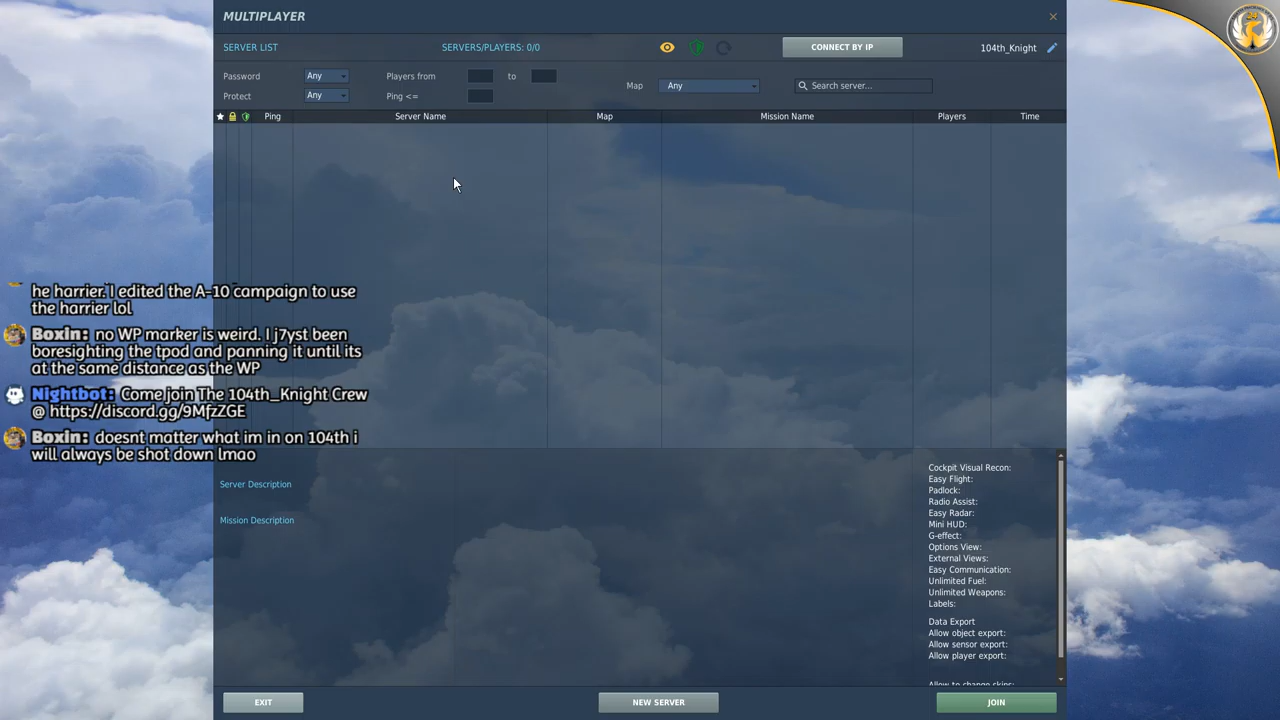 MULTIPLAYER
SERVER LIST
SERVERS/PLAYERS: 0/0
CONNECT BY IP
104th_Knight
Password
Any
Players from
to
Protect
Any
Ping <=
Map
Any
Search server...
Ping
Server Name
Map
Mission Name
Players
Time
he harrier. I edited the A-10 campaign to use
the harrier lol
Boxin: no WP marker is weird. I j7yst been
boresighting the tpod and panning it until its
at the same distance as the WP
Nightbot: Come Join The 104th_Knight Crew
@ https://discord.gg/9MfzZGE
Boxin: doesnt matter what im in on 104th i
will always be shot down lmao
Server Description
Mission Description
Cockpit Visual Recon:
Easy Flight:
Padlock:
Radio Assist:
Easy Radar:
Mini HUD:
G-effect:
Options View:
External Views:
Easy Communication:
Unlimited Fuel:
Unlimited Weapons:
Labels:
Data Export
Allow object export:
Allow sensor export:
Allow player export:
Allow to change skins:
EXIT
NEW SERVER
JOIN